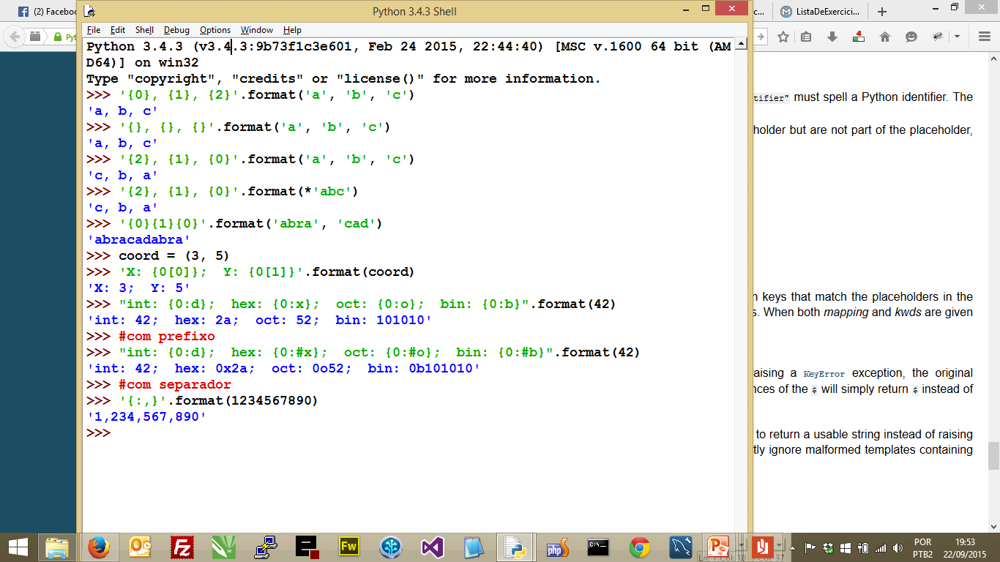 (2) Faceboo
Python 3.4.3 Shell
c...
ListaDeExercici...
File Edit Shell Debug Options Window Help
Python 3.4.3 (v3.4.3:9b73f1c3e601, Feb 24 2015, 22:44:40) [MSC v.1600 64 bit (AM
D64)] on win32
Type "copyright", "credits" or "license()" for more information.
>>> '{0}, {1}, {2}'.format('a', 'b', 'c')
'a, b, c'
>>> '{}, {}, {}'.format('a', 'b', 'c')
'a, b, c'
>>> '{2}, {1}, {0}'.format('a', 'b', 'c')
'c, b, a'
>>> '{2}, {1}, {0}'.format(*'abc')
'c, b, a'
>>> '{0}{1}{0}'.format('abra', 'cad')
'abracadabra'
>>> coord = (3, 5)
>>> 'X: {0[0]};  Y: {0[1]}'.format(coord)
'X: 3;  Y: 5'
>>> "int: {0:d};  hex: {0:x};  oct: {0:o};  bin: {0:b}".format(42)
'int: 42;  hex: 2a;  oct: 52;  bin: 101010'
>>> #com prefixo
>>> "int: {0:d};  hex: {0:#x};  oct: {0:#o};  bin: {0:#b}".format(42)
'int: 42;  hex: 0x2a;  oct: 0o52;  bin: 0b101010'
>>> #com separador
>>> '{:,}'.format(1234567890)
'1,234,567,890'
>>>
Pyt
4
tifier" must spell a Python identifier. The
holder but are not part of the placeholder,
n keys that match the placeholders in the
s. When both mapping and kwds are given
aising a KeyError exception, the original
nces of the $ will simply return $ instead of
to return a usable string instead of raising
tly ignore malformed templates containing
Fz
Fw
php5
C:\
POR
PTB2
19:53
22/09/2015